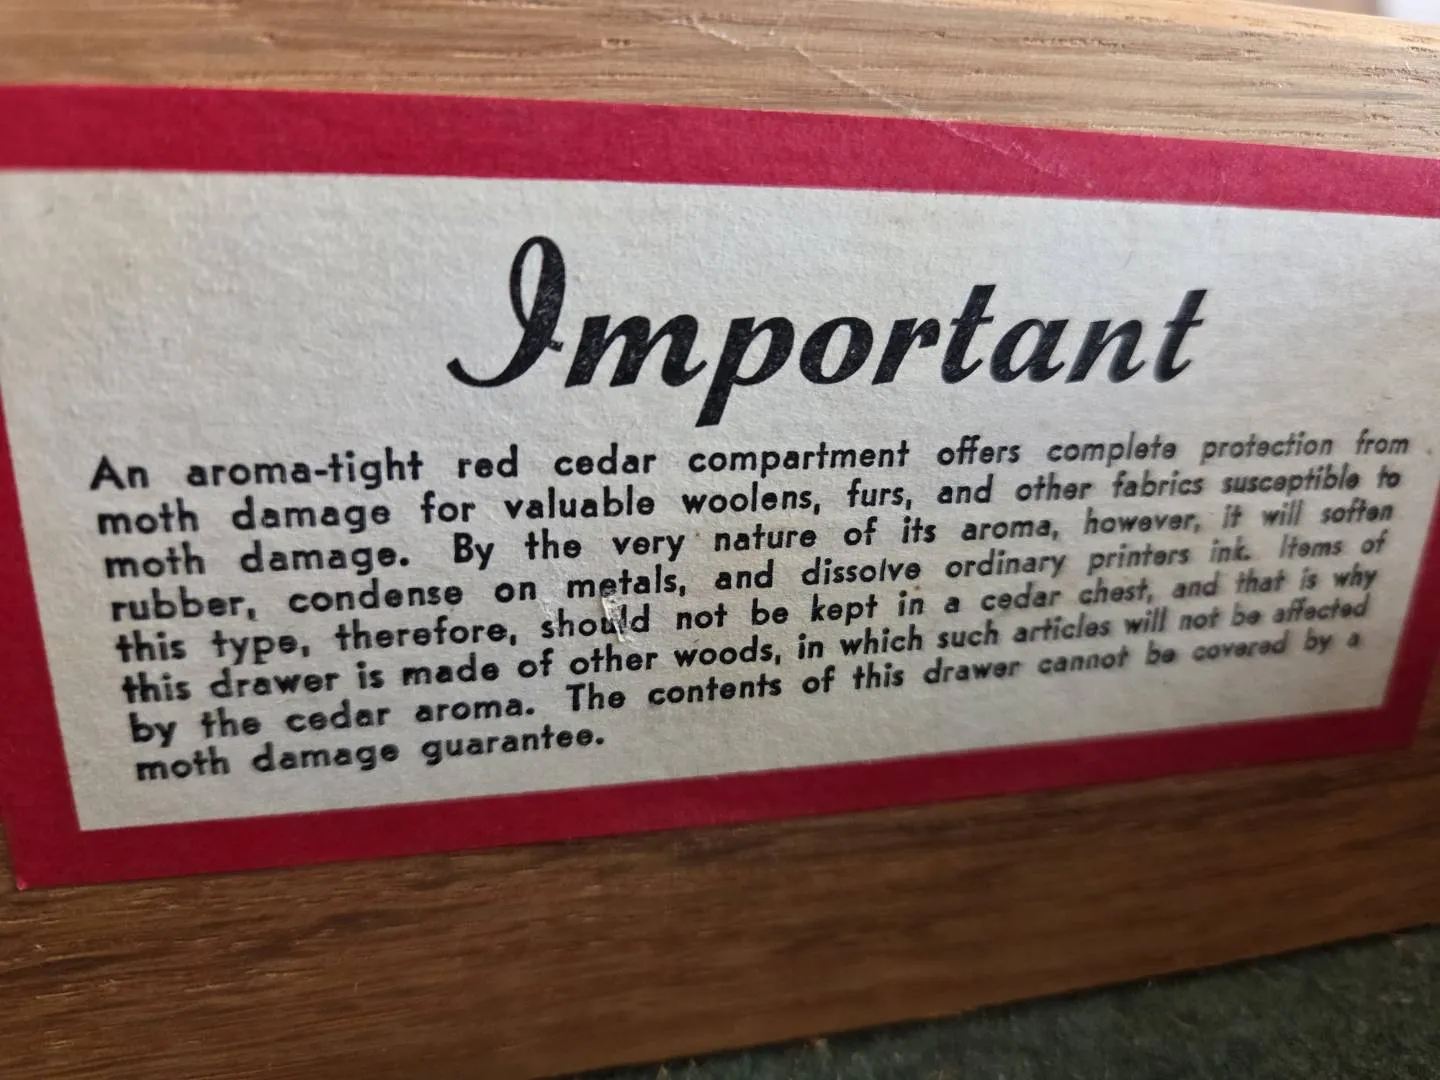 Important
An aroma-tight red cedar compartment offers complete protection from
moth damage for valuable woolens, furs, and other fabrics susceptible to
moth damage. By the very nature of its aroma, however, it will soften
rubber, condense on metals, and dissolve ordinary printers ink. Items of
this type, therefore, should not be kept in a cedar chest, and that is why
this drawer is made of other woods, in which such articles will not be affected
by the cedar aroma. The contents of this drawer cannot be covered by a
moth damage guarantee.